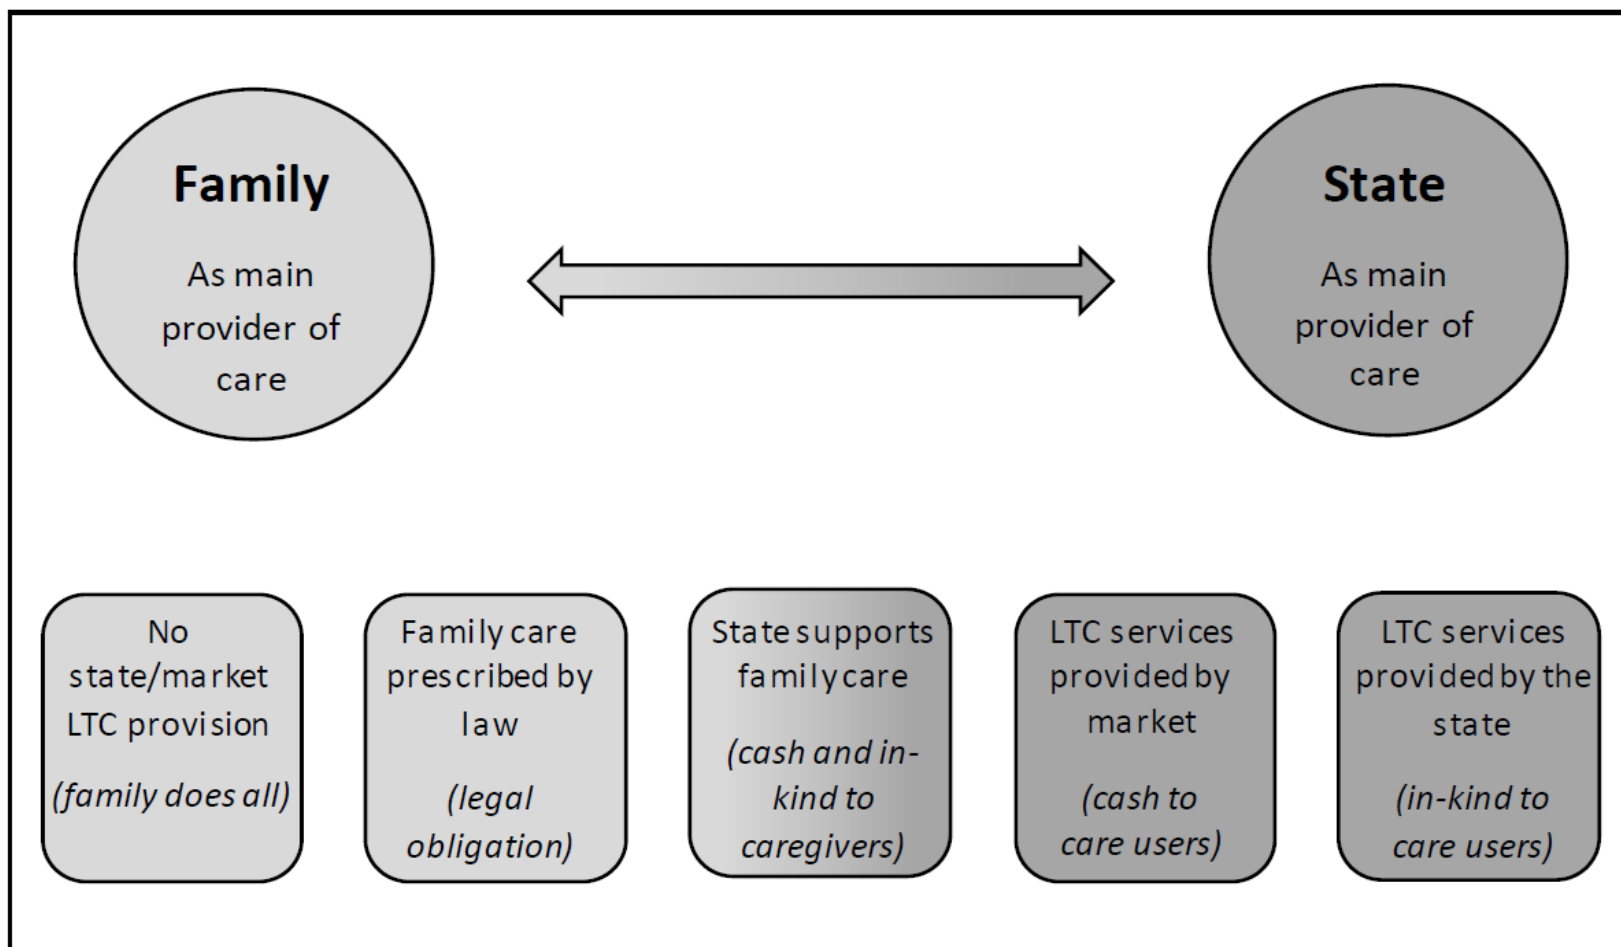 Family
As main
provider of
care
State
As main
provider of
care
No
state/market
LTC provision
(family does all)
Family care
prescribed by
law
(legal
obligation)
State supports
family care
(cash and in-
kind to
caregivers)
LTC services
provided by
market
(cash to
care users)
LTC services
provided by the
state
(in-kind to
care users)